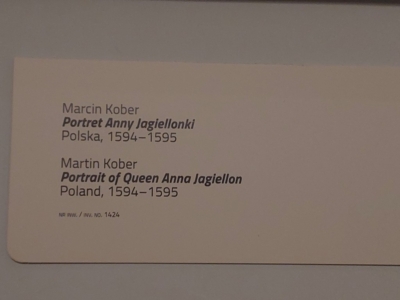 Marcin Kober
Portret Anny Jagiellonki
Polska, 1594–1595
Martin Kober
Portrait of Queen Anna Jagiellon
Poland, 1594–1595
NR INW. / INV. NO. 1424